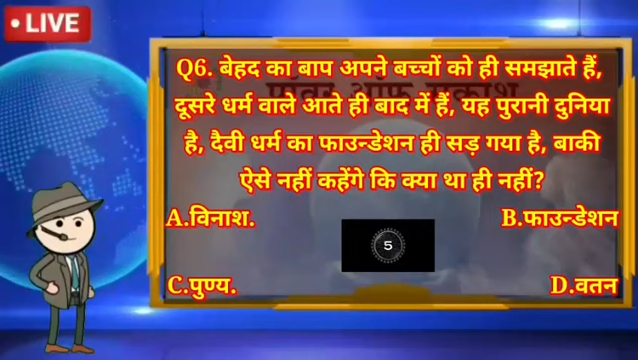 LIVE
Q6. बेहद का बाप अपने बच्चों को ही समझाते हैं,
दूसरे धर्म वाले आते ही बाद में हैं, यह पुरानी दुनिया
है, दैवी धर्म का फाउन्डेशन ही सड़ गया है, बाकी
ऐसे नहीं कहेंगे कि क्या था ही नहीं?
A.विनाश. B.फाउन्डेशन
5
C.पुण्य. D.वतन